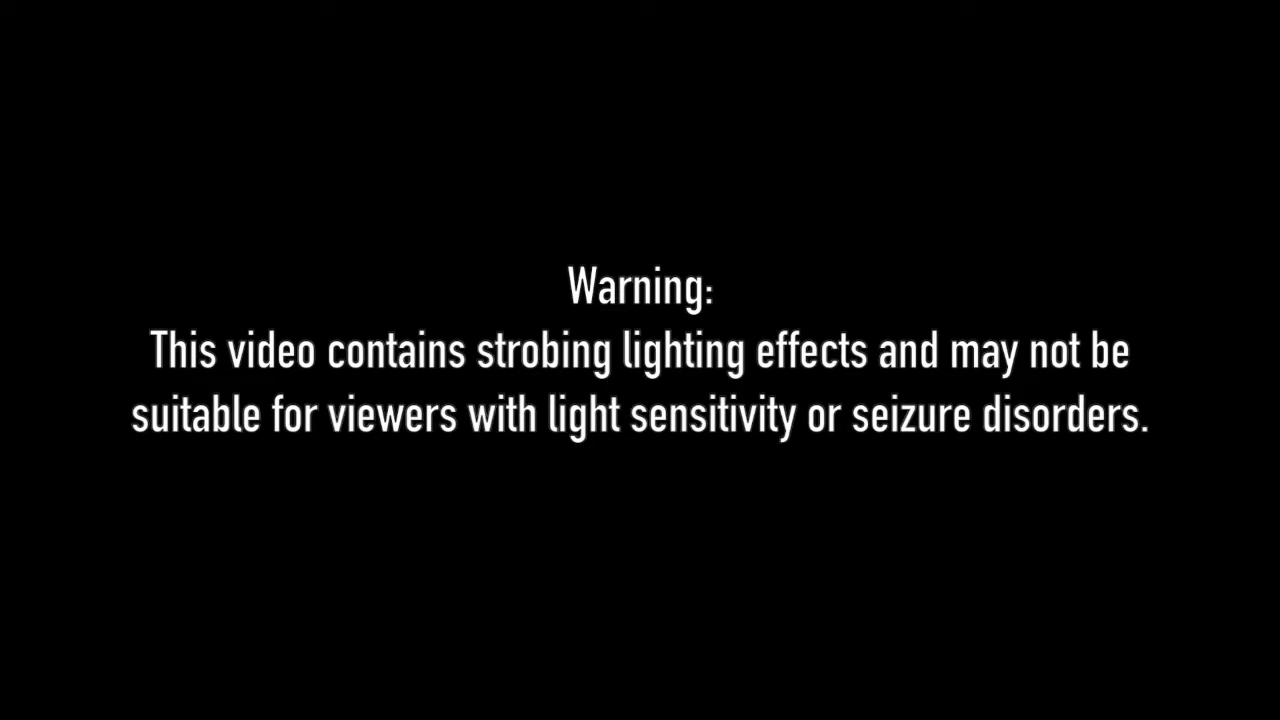 Warning:
This video contains strobing lighting effects and may not be
suitable for viewers with light sensitivity or seizure disorders.